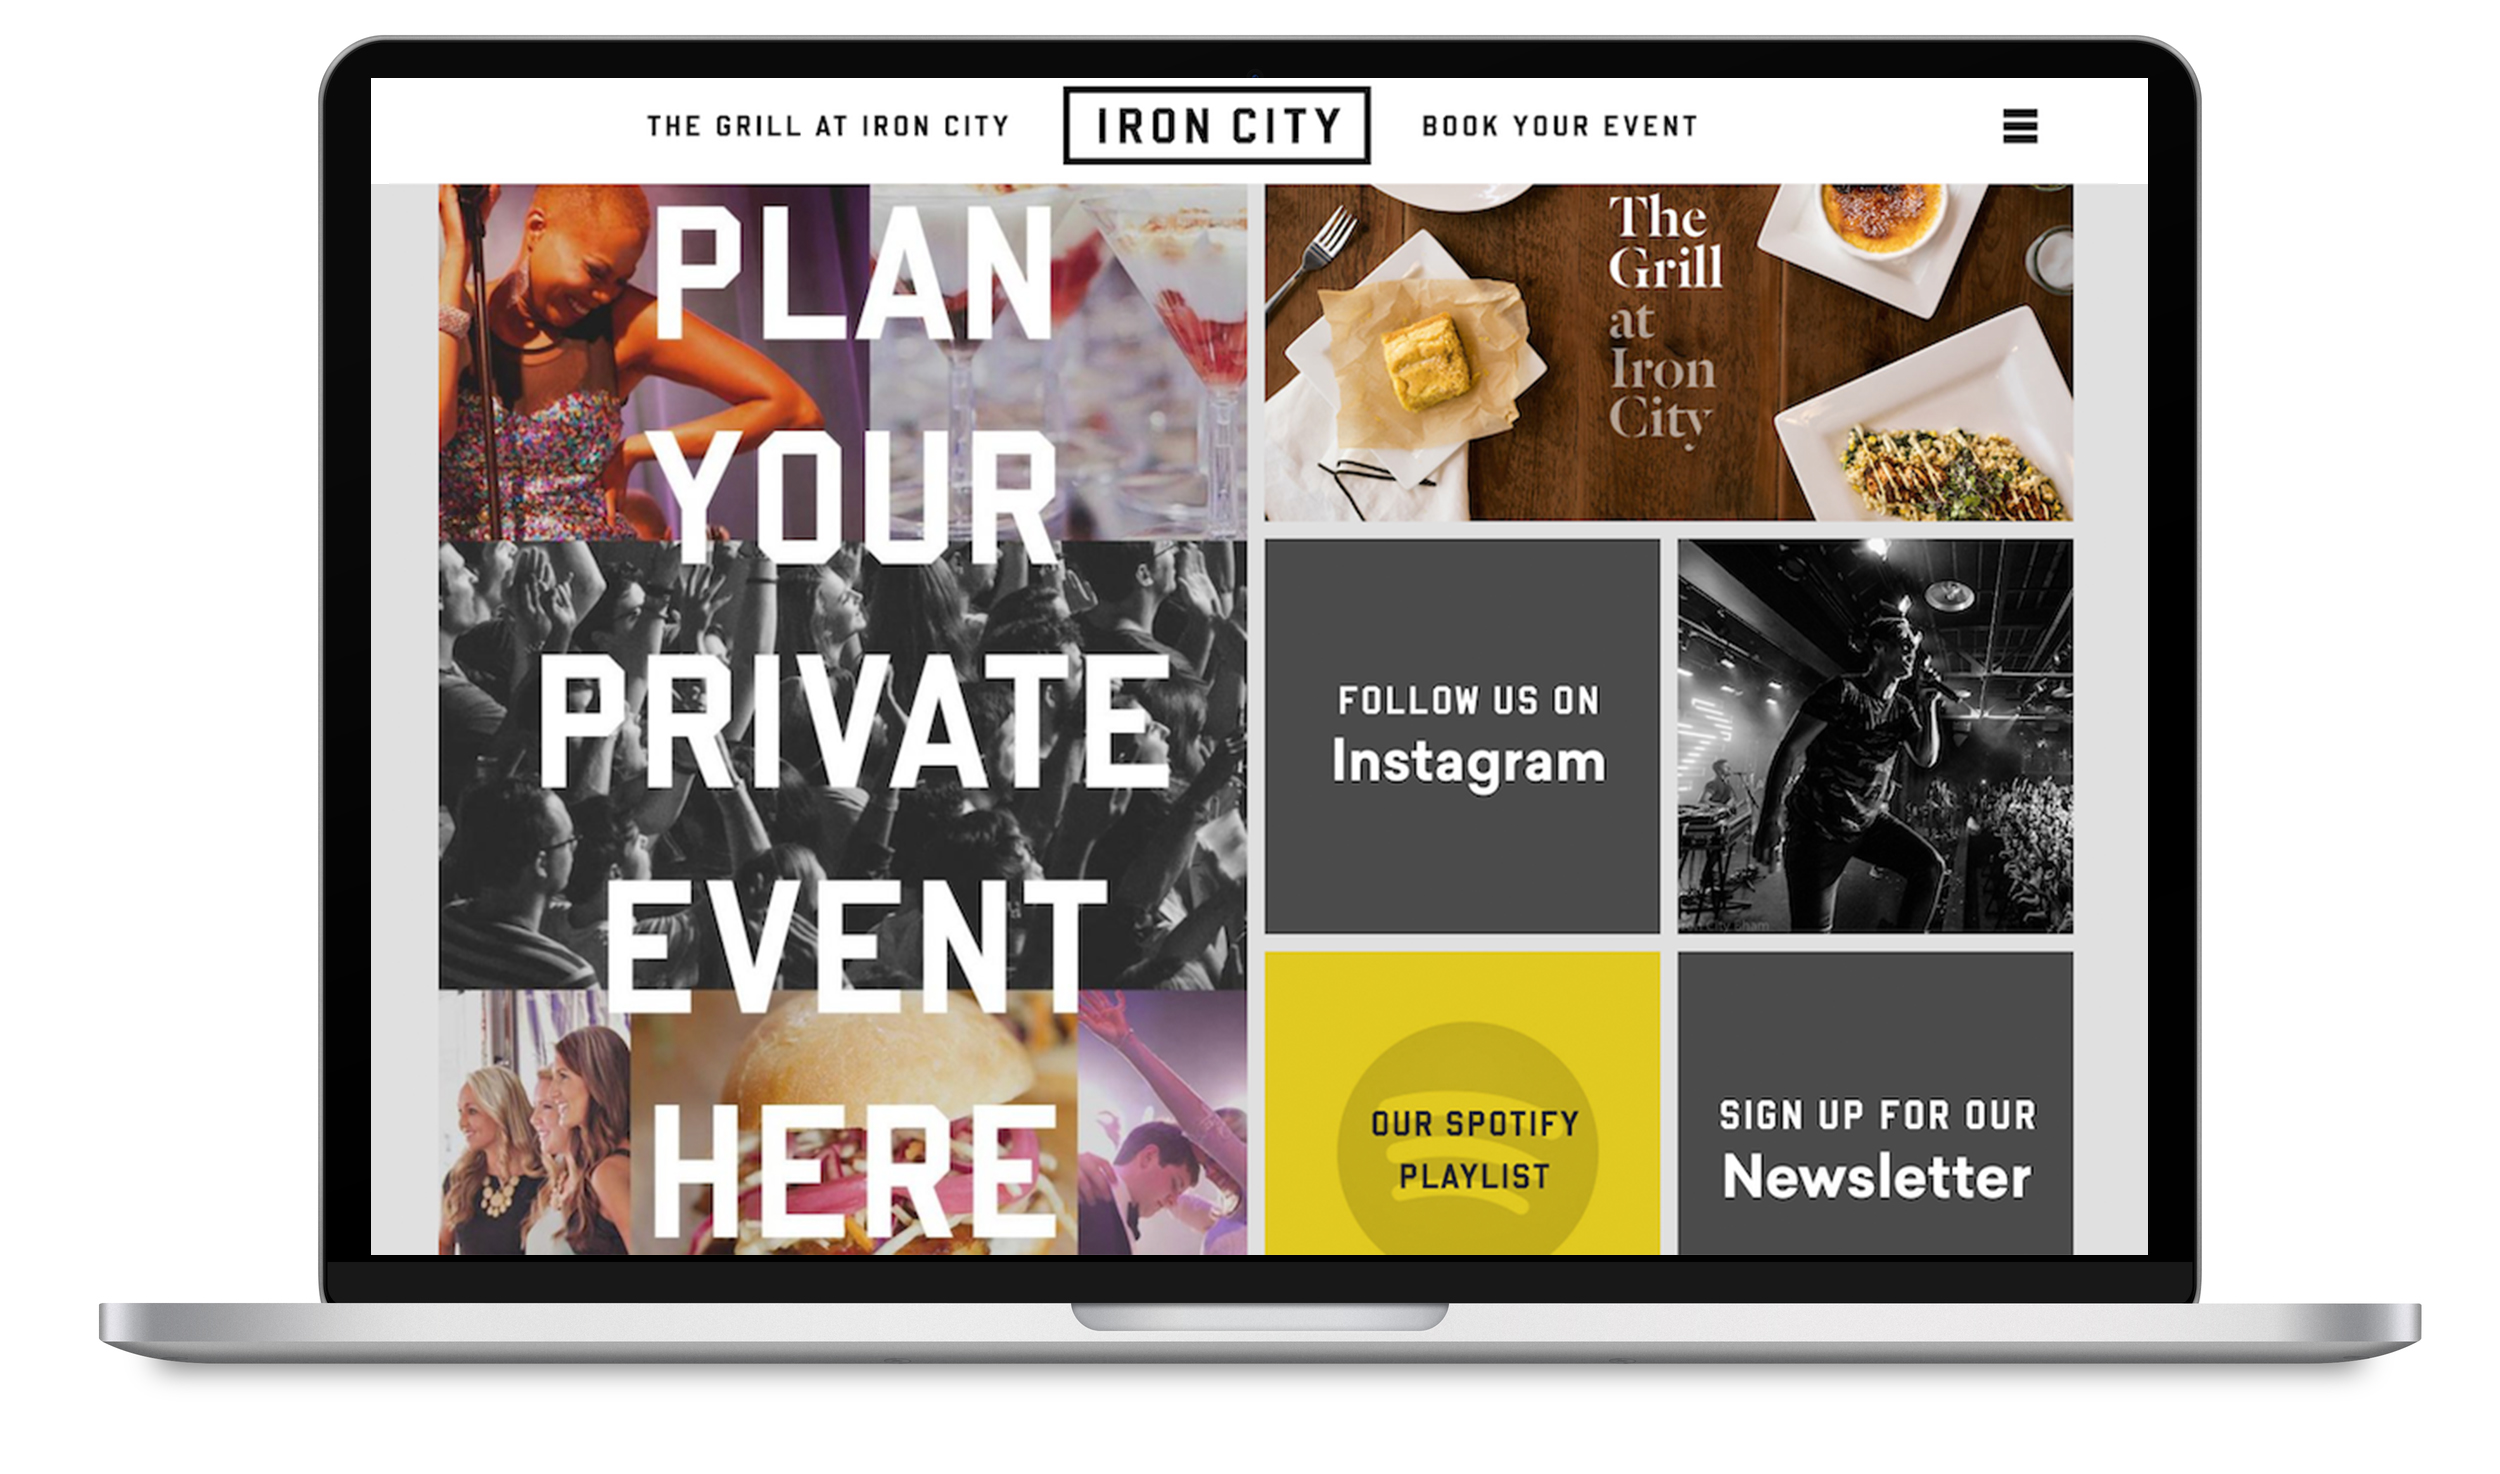 THE GRILL AT IRON CITY
IRON CITY
BOOK YOUR EVENT
PLAN
YOUR
PRIVATE
EVENT
HERE
The
Grill
at
Iron
City
FOLLOW US ON
Instagram
OUR SPOTIFY
PLAYLIST
SIGN UP FOR OUR
Newsletter